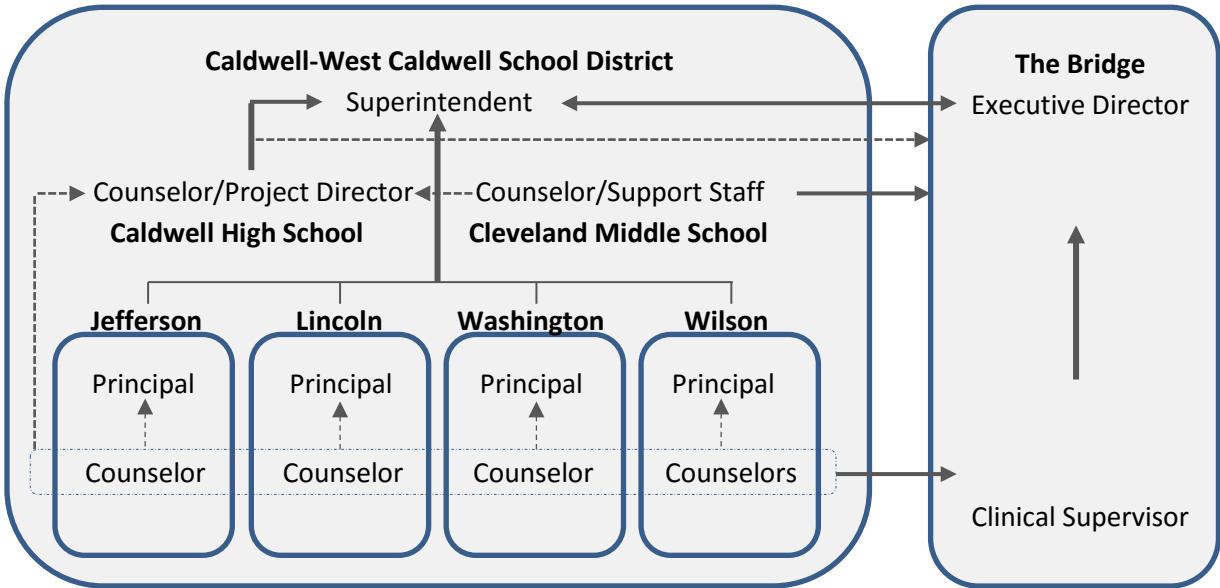 Caldwell-West Caldwell School District
Superintendent
The Bridge
Executive Director
Counselor/Project Director
Caldwell High School
Counselor/Support Staff
Cleveland Middle School
Jefferson
Lincoln
Washington
Wilson
Principal
Principal
Principal
Principal
Counselor
Counselor
Counselor
Counselors
Clinical Supervisor